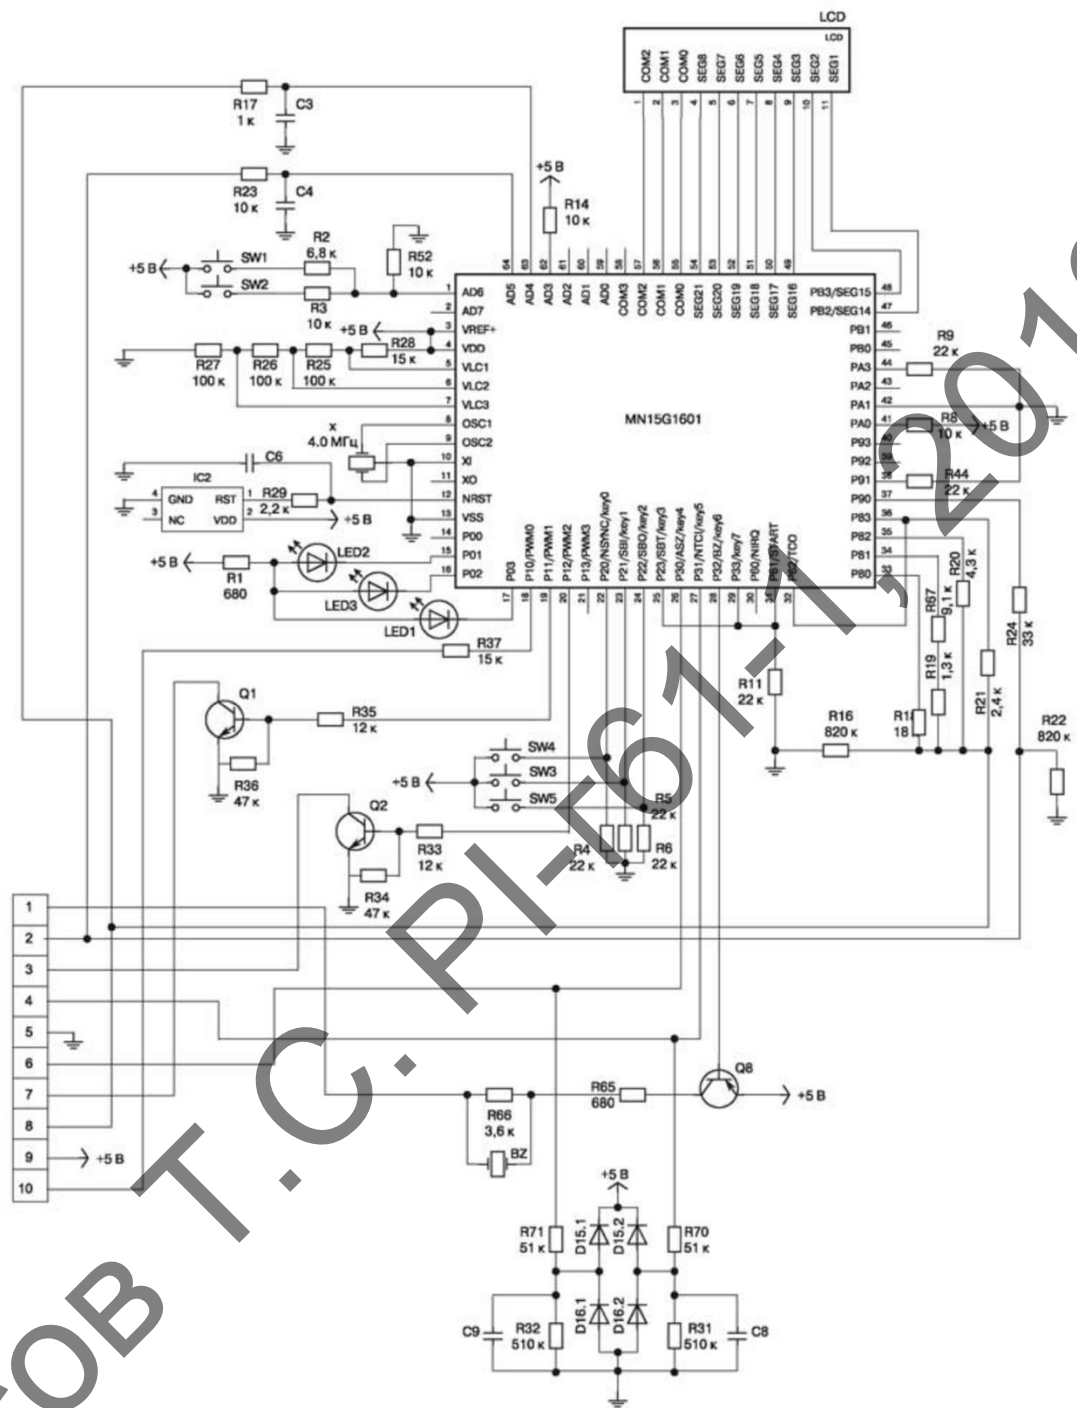 LCD
LCD
COM2 COM1 COM0 SEG8 SEG7 SEG6 SEG5 SEG4 SEG3 SEG2 SEG1
1 2 3 4 5 6 7 8 9 10 11
R17
1 к
C3
R23
10 к
C4
+5 В
R14
10 к
R2
6,8 к
R52
10 к
+5 В
SW1
SW2
R3
10 к
+5 В
R28
15 к
R27
100 к
R26
100 к
R25
100 к
x
4.0 МГц
C6
IC2
4 GND RST 1
3 NC VDD 2
R29
2,2 к
+5 В
+5 В
R1
680
LED2
LED3
LED1
64 63 62 61 60 59 58 57 56 55 54 53 52 51 50 49
AD5 AD4 AD3 AD2 AD1 AD0 COM3 COM2 COM1 COM0 SEG21 SEG20 SEG19 SEG18 SEG17 SEG16
1 AD6
2 AD7
3 VREF+
4 VDD
5 VLC1
6 VLC2
7 VLC3
8 OSC1
9 OSC2
10 XI
11 XO
12 NRST
13 VSS
14 P00
15 P01
16 P02
MN15G1601
PB3/SEG15 48
PB2/SEG14 47
PB1 46
PB0 45
PA3 44
PA2 43
PA1 42
PA0 41
P93 40
P92 39
P91 38
P90 37
P83 36
P82 35
P81 34
P80 33
P03 P10/PWM0 P11/PWM1 P12/PWM2 P13/PWM3 P20/NSYNC/key0 P21/SBI/key1 P22/SBO/key2 P23/SBT/key3 P30/ASZ/key4 P31/NTCI/key5 P32/BZ/key6 P33/key7 P60/NIRQ P61/START P62/TCO
17 18 19 20 21 22 23 24 25 26 27 28 29 30 31 32
R9
22 к
R8
10 к
+5 В
R44
22 к
R20
4,3 к
R67
9,1 к
R19
1,3 к
R24
33 к
R21
2,4 к
R22
820 к
R16
820 к
18
R11
22 к
R37
15 к
Q1
R35
12 к
R36
47 к
SW4
SW3
SW5
+5 В
Q2
R33
12 к
R34
47 к
R5
22 к
R4
22 к
R6
22 к
1
2
3
4
5
6
7
8
9
10
+5 В
Q8
+5 В
R65
680
R66
3,6 к
BZ
+5 В
R71
51 к
D15.1
D15.2
R70
51 к
C9
R32
510 к
D16.1
D16.2
R31
510 к
C8